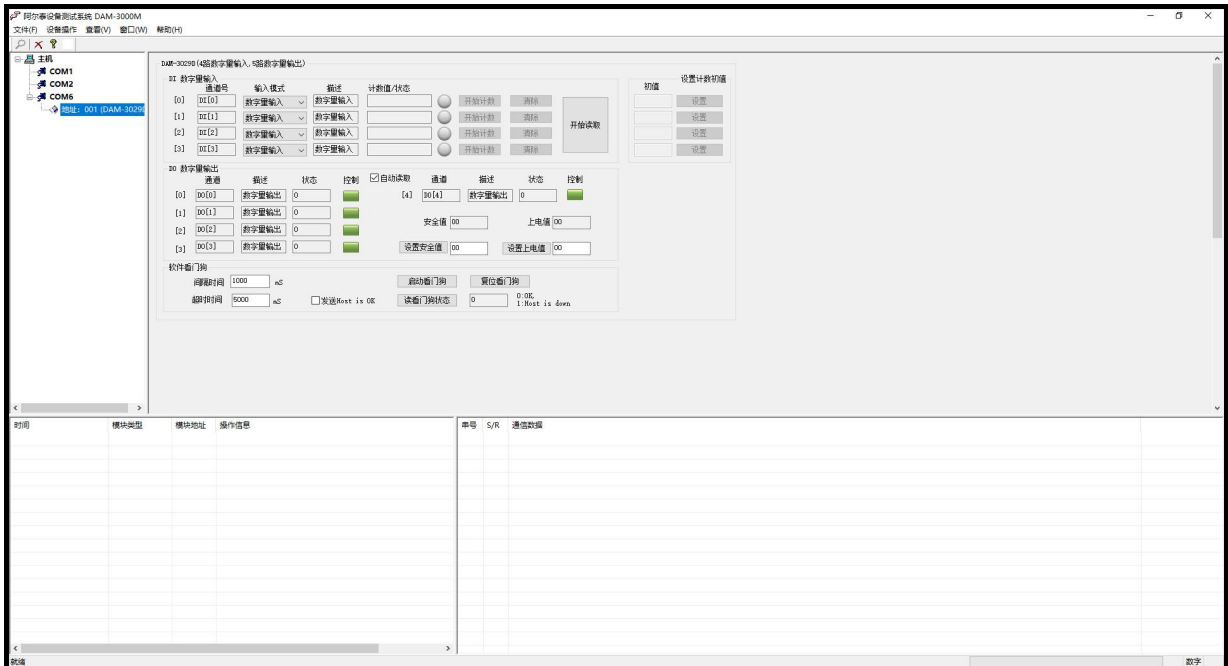 阿尔泰设备测试系统 DAM-3000M
文件(F) 设备操作 查看(V) 窗口(W) 帮助(H)
主机
COM1
COM2
COM6
地址: 001 (DAM-3029D
DAM-3029D(4路数字量输入,5路数字量输出)
DI 数字量输入
通道号 输入模式 描述 计数值/状态
[0] DI[0] 数字量输入 数字量输入 开始计数 清除
[1] DI[1] 数字量输入 数字量输入 开始计数 清除
[2] DI[2] 数字量输入 数字量输入 开始计数 清除
[3] DI[3] 数字量输入 数字量输入 开始计数 清除
开始读取
设置计数初值
初值
设置
设置
设置
设置
DO 数字量输出
通道 描述 状态 控制 自动读取 通道 描述 状态 控制
[0] DO[0] 数字量输出 0 [4] DO[4] 数字量输出 0
[1] DO[1] 数字量输出 0
[2] DO[2] 数字量输出 0
[3] DO[3] 数字量输出 0
安全值 00 上电值 00
设置安全值 00 设置上电值 00
软件看门狗
间隔时间 1000 mS 启动看门狗 复位看门狗
超时时间 5000 mS 发送Host is OK 读看门狗状态 0 0:OK,
1:Host is down
时间 模块类型 模块地址 操作信息
串号 S/R 通信数据
就绪 数字